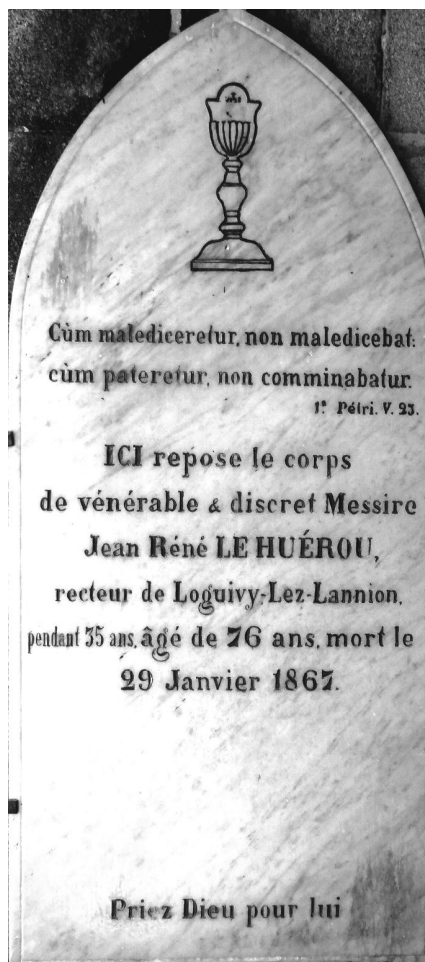 Cùm malediceretur, non maledicebat:
cùm pateretur, non comminabatur.
1ª Pétri. V. 23.
ICI repose le corps
de vénérable & discret Messire
Jean Réné LE HUÉROU,
recteur de Loguivy-Lez-Lannion,
pendant 35 ans, âgé de 76 ans, mort le
29 Janvier 1867.
Priez Dieu pour lui